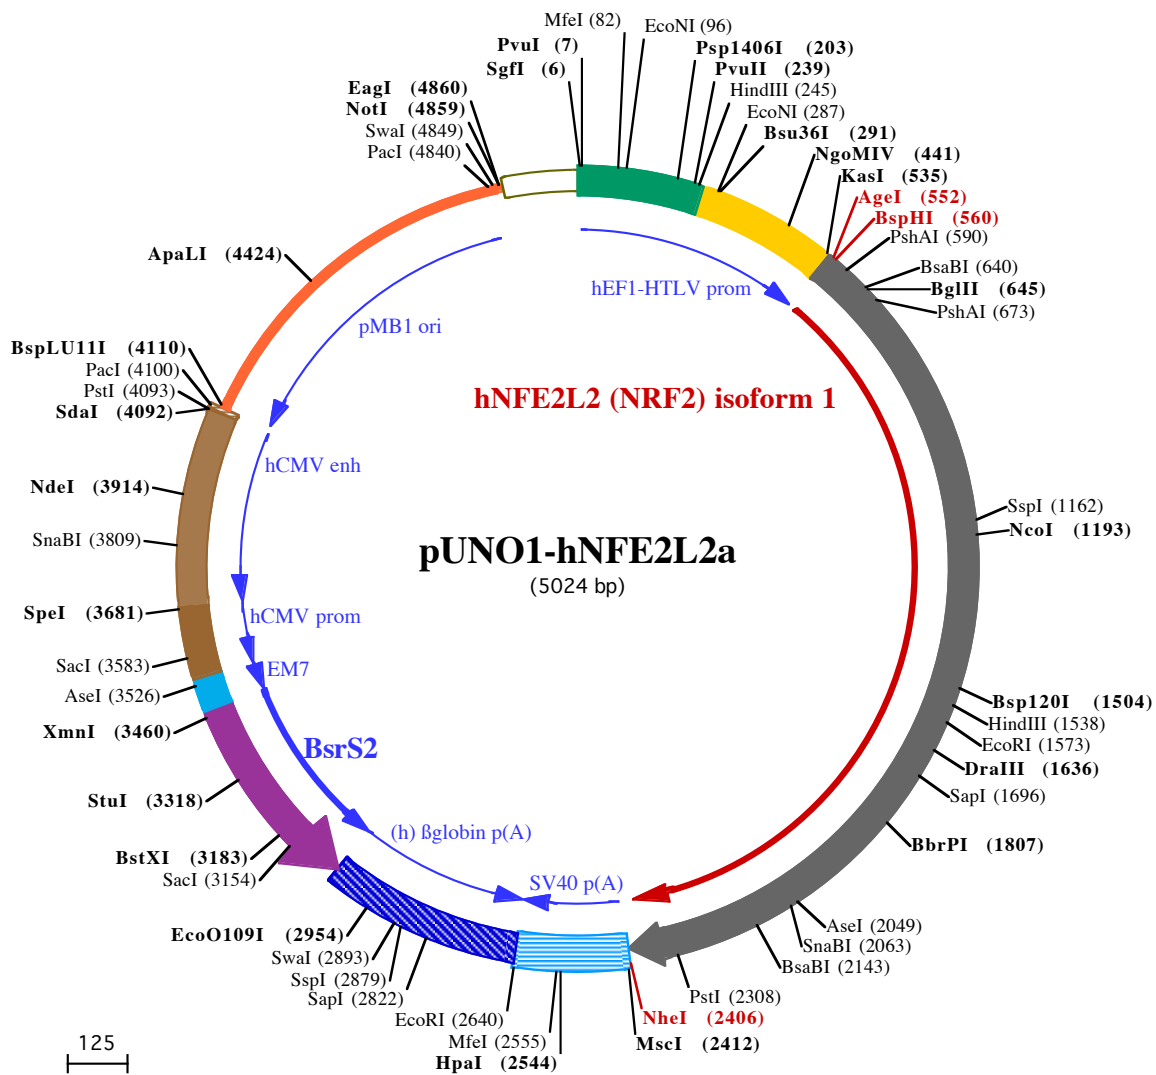 MfeI (82)
EcoNI (96)
PvuI (7)
Psp1406I (203)
SgfI (6)
PvuII (239)
EagI (4860)
HindIII (245)
NotI (4859)
EcoNI (287)
SwaI (4849)
Bsu36I (291)
PacI (4840)
NgoMIV (441)
KasI (535)
AgeI (552)
BspHI (560)
PshAI (590)
ApaLI (4424)
BsaBI (640)
BglII (645)
PshAI (673)
hEF1-HTLV prom
pMB1 ori
BspLU11I (4110)
PacI (4100)
PstI (4093)
SdaI (4092)
hNFE2L2 (NRF2) isoform 1
hCMV enh
NdeI (3914)
SspI (1162)
NcoI (1193)
SnaBI (3809)
pUNO1-hNFE2L2a
(5024 bp)
SpeI (3681)
hCMV prom
SacI (3583)
EM7
AseI (3526)
Bsp120I (1504)
HindIII (1538)
XmnI (3460)
EcoRI (1573)
BsrS2
DraIII (1636)
SapI (1696)
StuI (3318)
(h) ßglobin p(A)
BbrPI (1807)
BstXI (3183)
SacI (3154)
SV40 p(A)
AseI (2049)
EcoO109I (2954)
SnaBI (2063)
SwaI (2893)
BsaBI (2143)
SspI (2879)
SapI (2822)
PstI (2308)
EcoRI (2640)
NheI (2406)
MfeI (2555)
MscI (2412)
HpaI (2544)
125